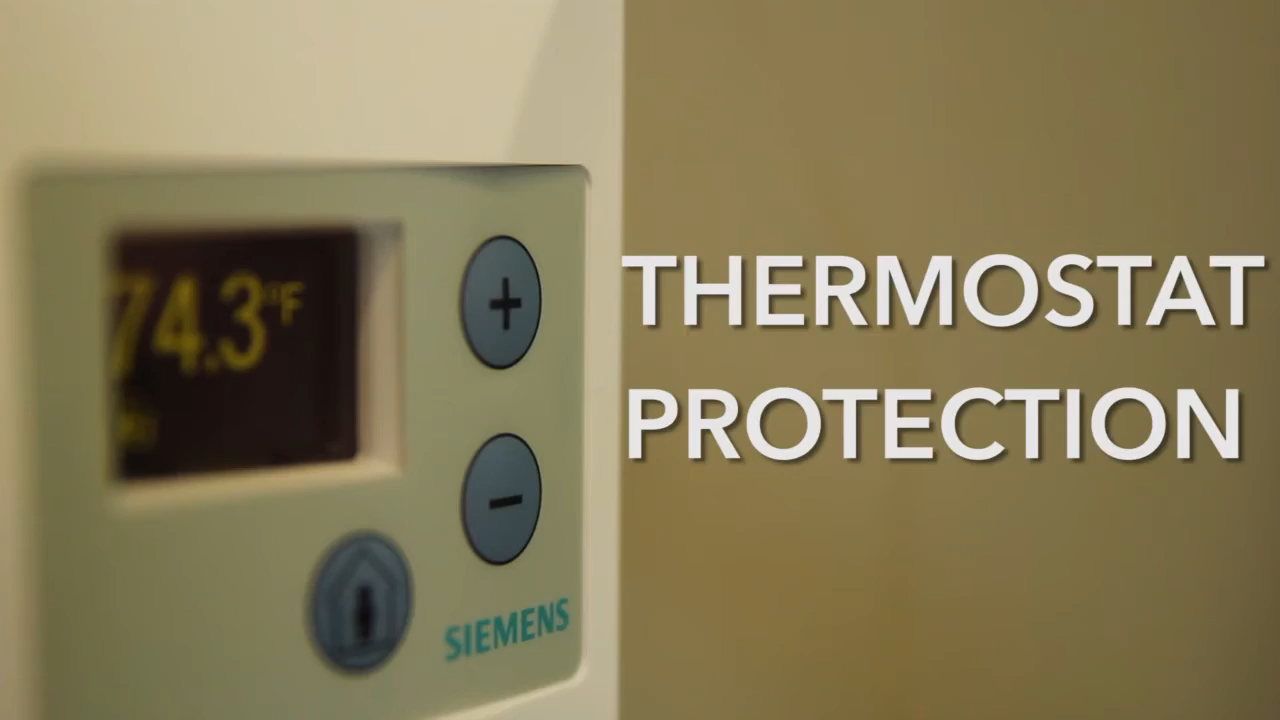 74.3°F
+
−
SIEMENS
THERMOSTAT
PROTECTION